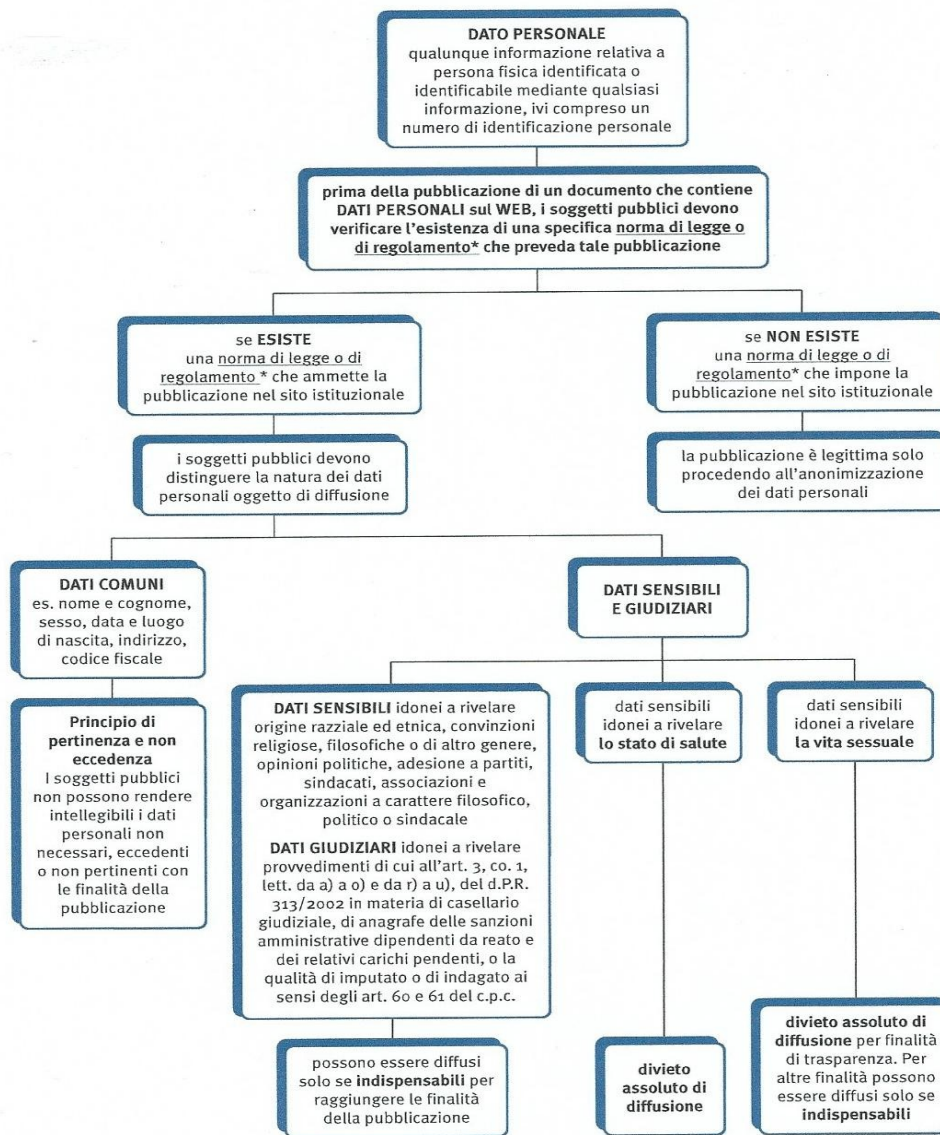 DATO PERSONALE
qualunque informazione relativa a
persona fisica identificata o
identificabile mediante qualsiasi
informazione, ivi compreso un
numero di identificazione personale
prima della pubblicazione di un documento che contiene
DATI PERSONALI sul WEB, i soggetti pubblici devono
verificare l'esistenza di una specifica norma di legge o
di regolamento* che preveda tale pubblicazione
se ESISTE
una norma di legge o di
regolamento * che ammette la
pubblicazione nel sito istituzionale
se NON ESISTE
una norma di legge o di
regolamento* che impone la
pubblicazione nel sito istituzionale
i soggetti pubblici devono
distinguere la natura dei dati
personali oggetto di diffusione
la pubblicazione è legittima solo
procedendo all'anonimizzazione
dei dati personali
DATI COMUNI
es. nome e cognome,
sesso, data e luogo
di nascita, indirizzo,
codice fiscale
DATI SENSIBILI
E GIUDIZIARI
Principio di
pertinenza e non
eccedenza
I soggetti pubblici
non possono rendere
intellegibili i dati
personali non
necessari, eccedenti
o non pertinenti con
le finalità della
pubblicazione
DATI SENSIBILI idonei a rivelare
origine razziale ed etnica, convinzioni
religiose, filosofiche o di altro genere,
opinioni politiche, adesione a partiti,
sindacati, associazioni e
organizzazioni a carattere filosofico,
politico o sindacale
DATI GIUDIZIARI idonei a rivelare
provvedimenti di cui all'art. 3, co. 1,
lett. da a) a o) e da r) a u), del d.P.R.
313/2002 in materia di casellario
giudiziale, di anagrafe delle sanzioni
amministrative dipendenti da reato e
dei relativi carichi pendenti, o la
qualità di imputato o di indagato ai
sensi degli art. 60 e 61 del c.p.c.
dati sensibili
idonei a rivelare
lo stato di salute
dati sensibili
idonei a rivelare
la vita sessuale
possono essere diffusi
solo se indispensabili per
raggiungere le finalità
della pubblicazione
divieto
assoluto di
diffusione
divieto assoluto di
diffusione per finalità
di trasparenza. Per
altre finalità possono
essere diffusi solo se
indispensabili